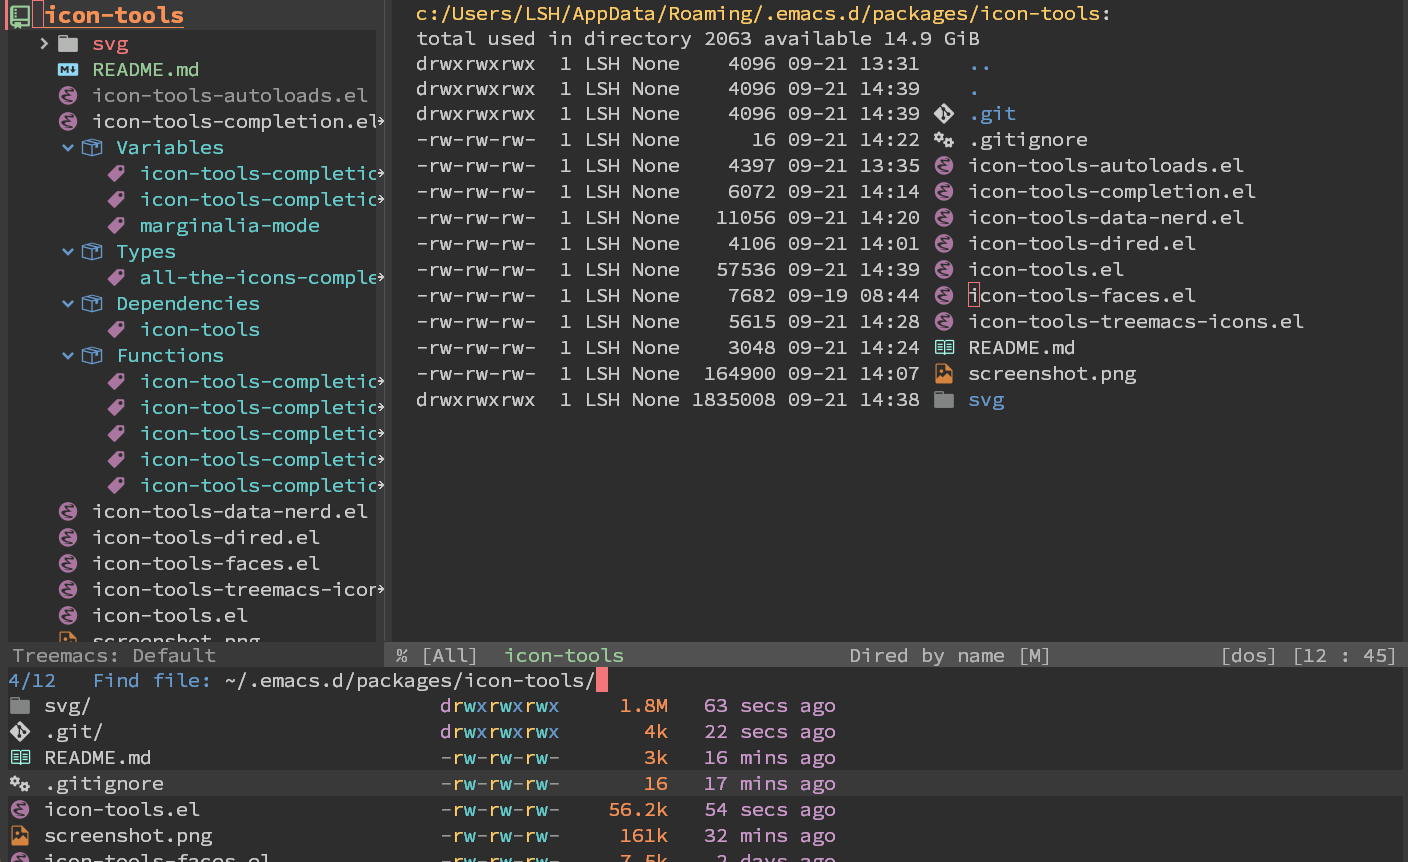 icon-tools
svg
README.md
icon-tools-autoloads.el
icon-tools-completion.el
Variables
icon-tools-completic
icon-tools-completic
marginalia-mode
Types
all-the-icons-comple
Dependencies
icon-tools
Functions
icon-tools-completic
icon-tools-completic
icon-tools-completic
icon-tools-completic
icon-tools-completic
icon-tools-data-nerd.el
icon-tools-dired.el
icon-tools-faces.el
icon-tools-treemacs-icon
icon-tools.el
screenshot.png
Treemacs: Default
c:/Users/LSH/AppData/Roaming/.emacs.d/packages/icon-tools:
total used in directory 2063 available 14.9 GiB
drwxrwxrwx 1 LSH None 4096 09-21 13:31 ..
drwxrwxrwx 1 LSH None 4096 09-21 14:39 .
drwxrwxrwx 1 LSH None 4096 09-21 14:39 .git
-rw-rw-rw- 1 LSH None 16 09-21 14:22 .gitignore
-rw-rw-rw- 1 LSH None 4397 09-21 13:35 icon-tools-autoloads.el
-rw-rw-rw- 1 LSH None 6072 09-21 14:14 icon-tools-completion.el
-rw-rw-rw- 1 LSH None 11056 09-21 14:20 icon-tools-data-nerd.el
-rw-rw-rw- 1 LSH None 4106 09-21 14:01 icon-tools-dired.el
-rw-rw-rw- 1 LSH None 57536 09-21 14:39 icon-tools.el
-rw-rw-rw- 1 LSH None 7682 09-19 08:44 icon-tools-faces.el
-rw-rw-rw- 1 LSH None 5615 09-21 14:28 icon-tools-treemacs-icons.el
-rw-rw-rw- 1 LSH None 3048 09-21 14:24 README.md
-rw-rw-rw- 1 LSH None 164900 09-21 14:07 screenshot.png
drwxrwxrwx 1 LSH None 1835008 09-21 14:38 svg
% [All] icon-tools Dired by name [M] [dos] [12 : 45]
4/12 Find file: ~/.emacs.d/packages/icon-tools/
svg/ drwxrwxrwx 1.8M 63 secs ago
.git/ drwxrwxrwx 4k 22 secs ago
README.md -rw-rw-rw- 3k 16 mins ago
.gitignore -rw-rw-rw- 16 17 mins ago
icon-tools.el -rw-rw-rw- 56.2k 54 secs ago
screenshot.png -rw-rw-rw- 161k 32 mins ago
icon-tools-faces.el -rw-rw-rw- 7.5k 2 days ago